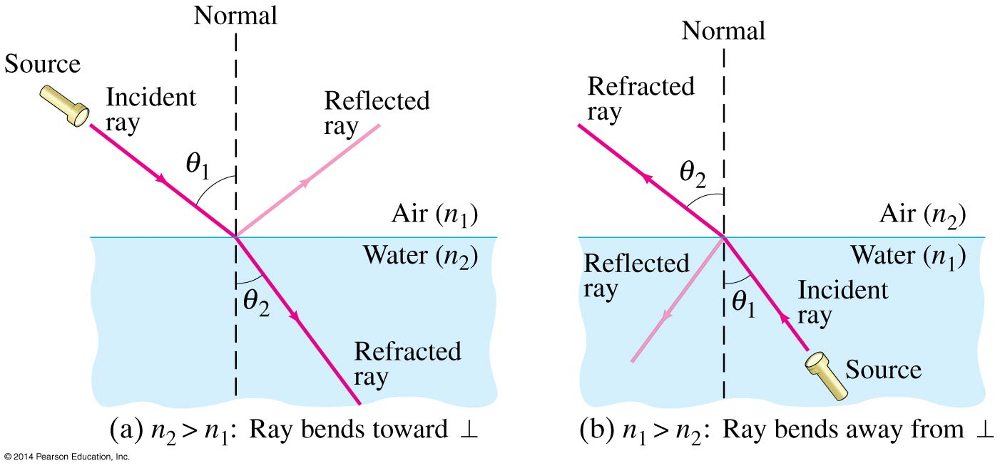 Normal
Source
Incident
ray
Reflected
ray
θ1
Air (n1)
Water (n2)
θ2
Refracted
ray
(a) n2 > n1: Ray bends toward ⊥
Normal
Refracted
ray
θ2
Air (n2)
Water (n1)
Reflected
ray
θ1
Incident
ray
Source
(b) n1 > n2: Ray bends away from ⊥
© 2014 Pearson Education, Inc.